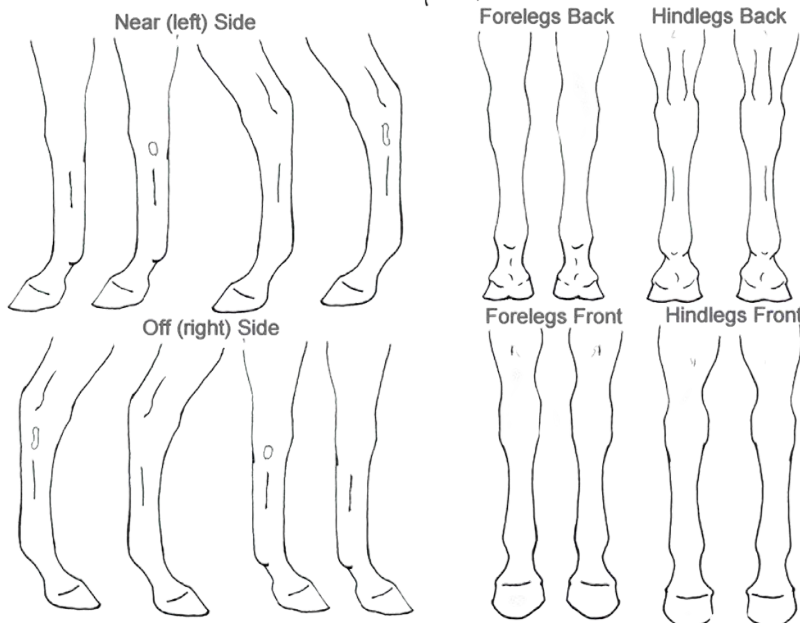 Near (left) Side
Forelegs Back
Hindlegs Back
Off (right) Side
Forelegs Front
Hindlegs Front